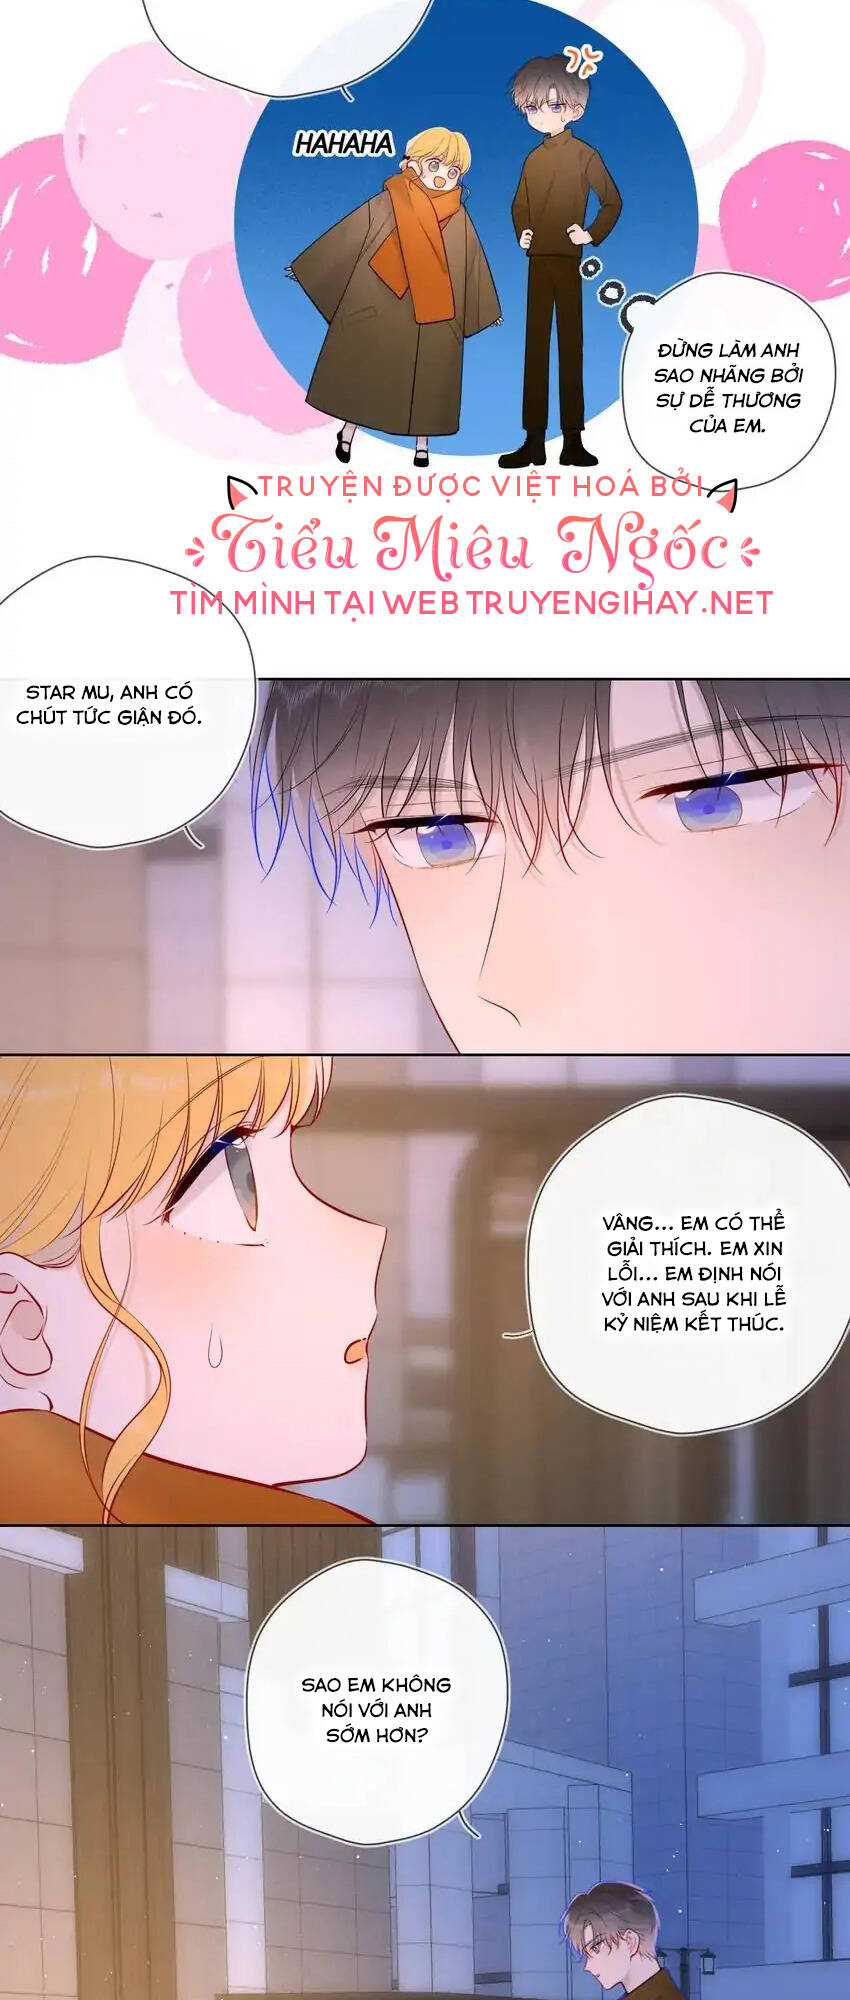 HAHAHA
ĐỪNG LÀM ANH
SAO NHÃNG BỞI
SỰ DỄ THƯƠNG
CỦA EM.
TRUYỆN ĐƯỢC VIỆT HOÁ BỞI
Tiểu Miêu Ngốc
TÌM MÌNH TẠI WEB TRUYENGIHAY.NET
STAR MU, ANH CÓ
CHÚT TỨC GIẬN ĐÓ.
VÂNG... EM CÓ THỂ
GIẢI THÍCH. EM XIN
LỖI... EM ĐỊNH NÓI
VỚI ANH SAU KHI LỄ
KỶ NIỆM KẾT THÚC.
SAO EM KHÔNG
NÓI VỚI ANH
SỚM HƠN?